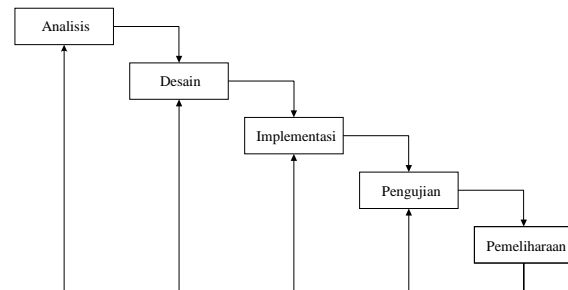 Analisis
Desain
Implementasi
Pengujian
Pemeliharaan